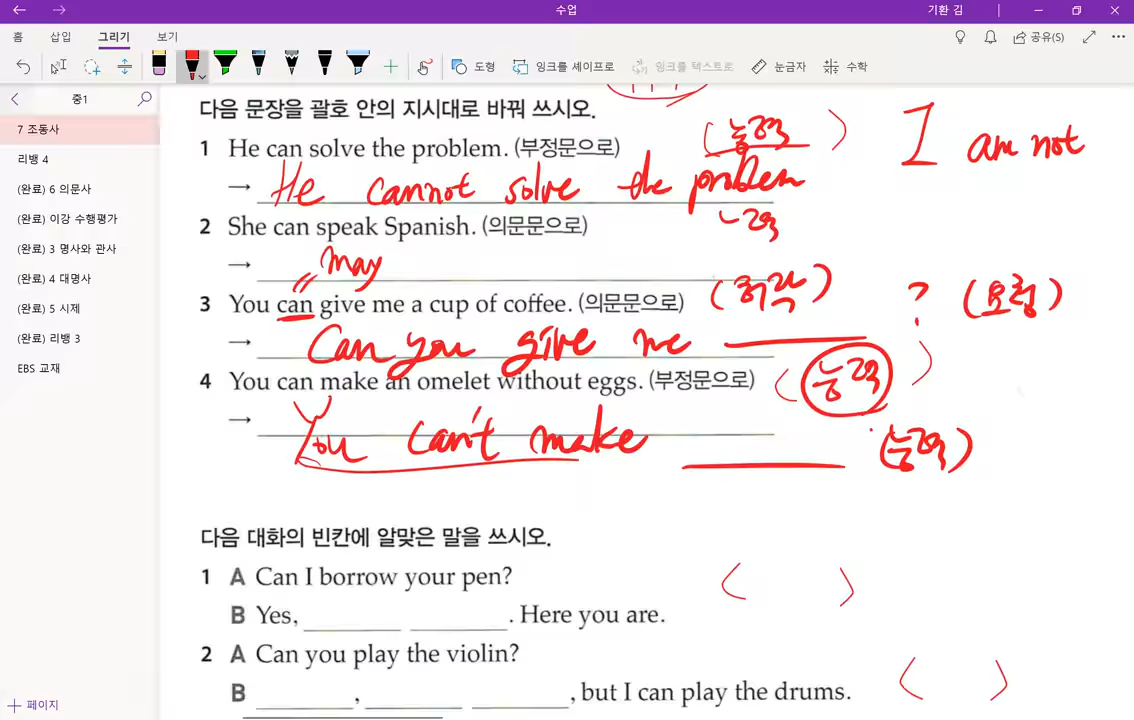 수업
기환 김
홈 삽입 그리기 보기
공유(S)
도형 잉크를 셰이프로 잉크를 텍스트로 눈금자 수학
중1
7 조동사
리뱅 4
(완료) 6 의문사
(완료) 이강 수행평가
(완료) 3 명사와 관사
(완료) 4 대명사
(완료) 5 시제
(완료) 리뱅 3
EBS 교재
페이지
다음 문장을 괄호 안의 지시대로 바꿔 쓰시오.
(능력)
1 He can solve the problem. (부정문으로)
I am not
→ He cannot solve the problem
2 She can speak Spanish. (의문문으로)
→
May
3 You can give me a cup of coffee. (의문문으로) (허락) ? (요청)
→ Can you give me
4 You can make an omelet without eggs. (부정문으로) (능력)
→ You can't make (능력)
다음 대화의 빈칸에 알맞은 말을 쓰시오.
1 A Can I borrow your pen? ( )
B Yes, ____ ____. Here you are.
2 A Can you play the violin?
B ____, ____ ____, but I can play the drums. ( )